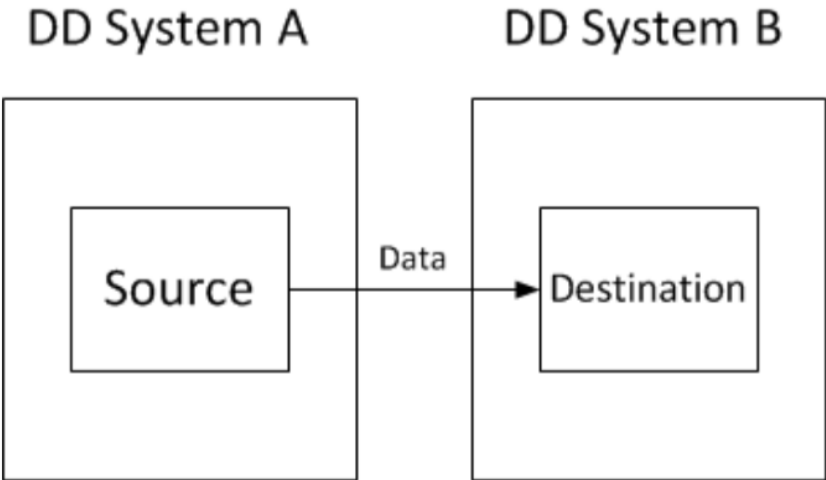 DD System A
DD System B
Data
Source
Destination